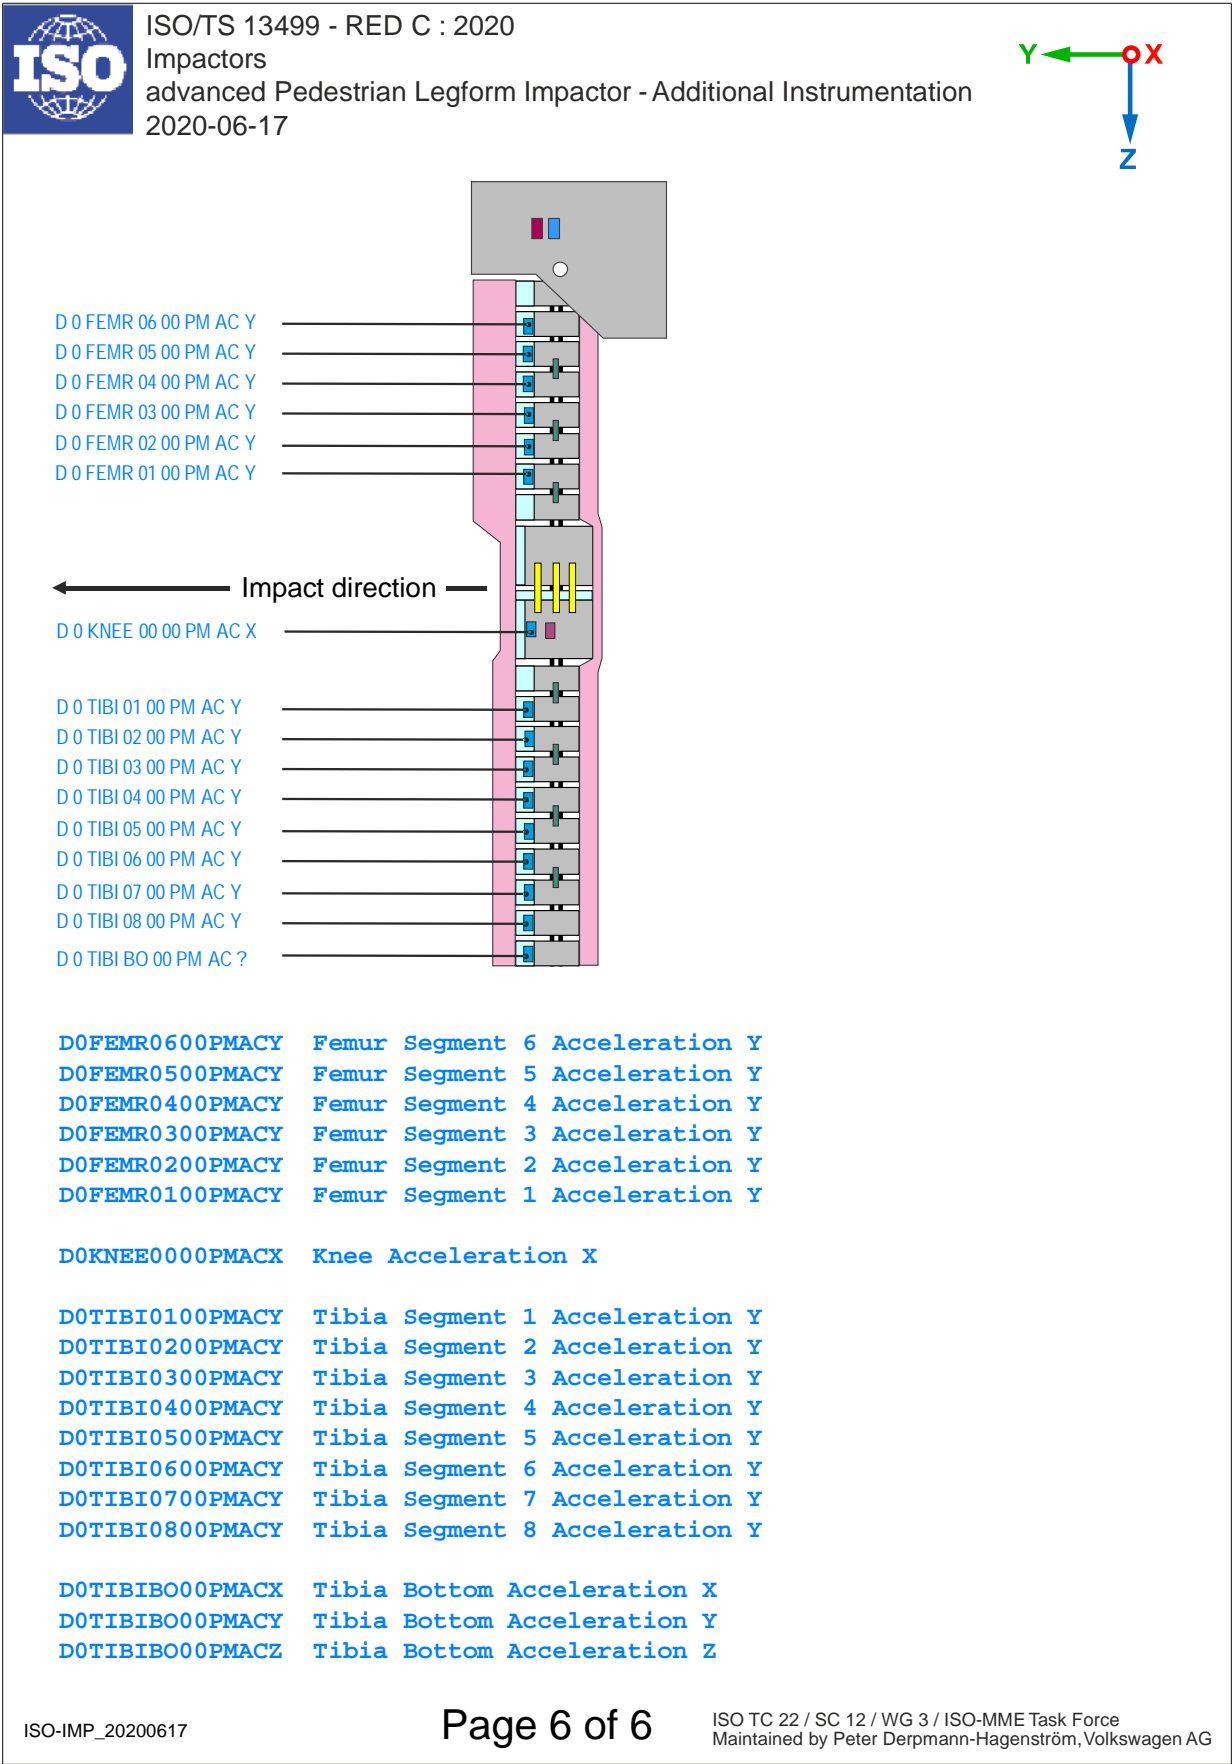 ISO
ISO/TS 13499 - RED C : 2020
Impactors
advanced Pedestrian Legform Impactor - Additional Instrumentation
2020-06-17
Y X
Z
D 0 FEMR 06 00 PM AC Y
D 0 FEMR 05 00 PM AC Y
D 0 FEMR 04 00 PM AC Y
D 0 FEMR 03 00 PM AC Y
D 0 FEMR 02 00 PM AC Y
D 0 FEMR 01 00 PM AC Y
Impact direction
D 0 KNEE 00 00 PM AC X
D 0 TIBI 01 00 PM AC Y
D 0 TIBI 02 00 PM AC Y
D 0 TIBI 03 00 PM AC Y
D 0 TIBI 04 00 PM AC Y
D 0 TIBI 05 00 PM AC Y
D 0 TIBI 06 00 PM AC Y
D 0 TIBI 07 00 PM AC Y
D 0 TIBI 08 00 PM AC Y
D 0 TIBI BO 00 PM AC ?
D0FEMR0600PMACY Femur Segment 6 Acceleration Y
D0FEMR0500PMACY Femur Segment 5 Acceleration Y
D0FEMR0400PMACY Femur Segment 4 Acceleration Y
D0FEMR0300PMACY Femur Segment 3 Acceleration Y
D0FEMR0200PMACY Femur Segment 2 Acceleration Y
D0FEMR0100PMACY Femur Segment 1 Acceleration Y
D0KNEE0000PMACX Knee Acceleration X
D0TIBI0100PMACY Tibia Segment 1 Acceleration Y
D0TIBI0200PMACY Tibia Segment 2 Acceleration Y
D0TIBI0300PMACY Tibia Segment 3 Acceleration Y
D0TIBI0400PMACY Tibia Segment 4 Acceleration Y
D0TIBI0500PMACY Tibia Segment 5 Acceleration Y
D0TIBI0600PMACY Tibia Segment 6 Acceleration Y
D0TIBI0700PMACY Tibia Segment 7 Acceleration Y
D0TIBI0800PMACY Tibia Segment 8 Acceleration Y
D0TIBIBO00PMACX Tibia Bottom Acceleration X
D0TIBIBO00PMACY Tibia Bottom Acceleration Y
D0TIBIBO00PMACZ Tibia Bottom Acceleration Z
ISO-IMP_20200617
Page 6 of 6
ISO TC 22 / SC 12 / WG 3 / ISO-MME Task Force
Maintained by Peter Derpmann-Hagenström, Volkswagen AG